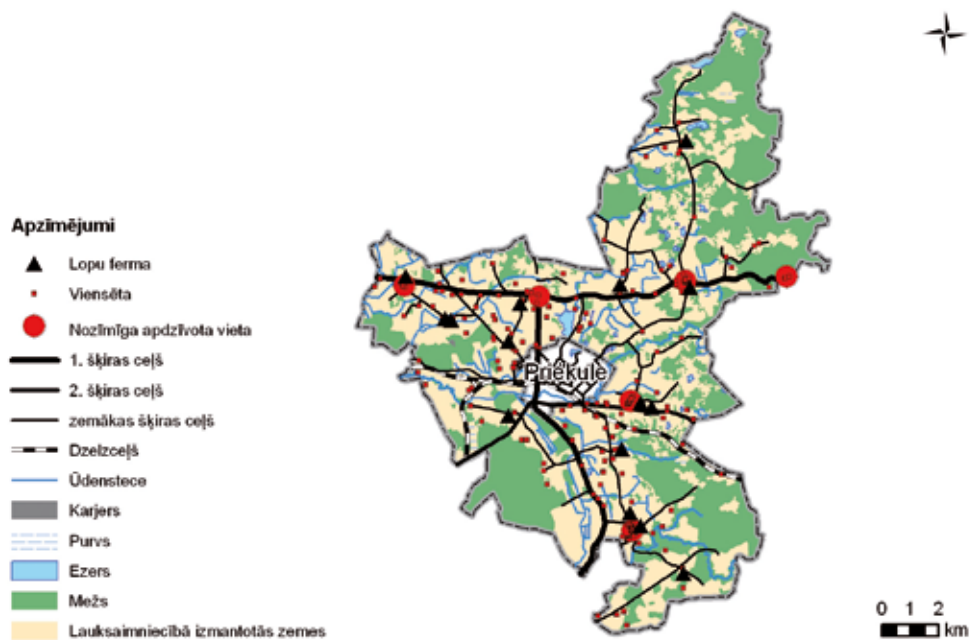 Apzīmējumi
Lopu ferma
Viensēta
Nozīmīga apdzīvota vieta
1. šķiras ceļš
2. šķiras ceļš
zemākas šķiras ceļš
Dzelzceļš
Ūdenstece
Karjers
Purvs
Ezers
Mežs
Lauksaimniecībā izmantotās zemes
Priekule
0 1 2
km